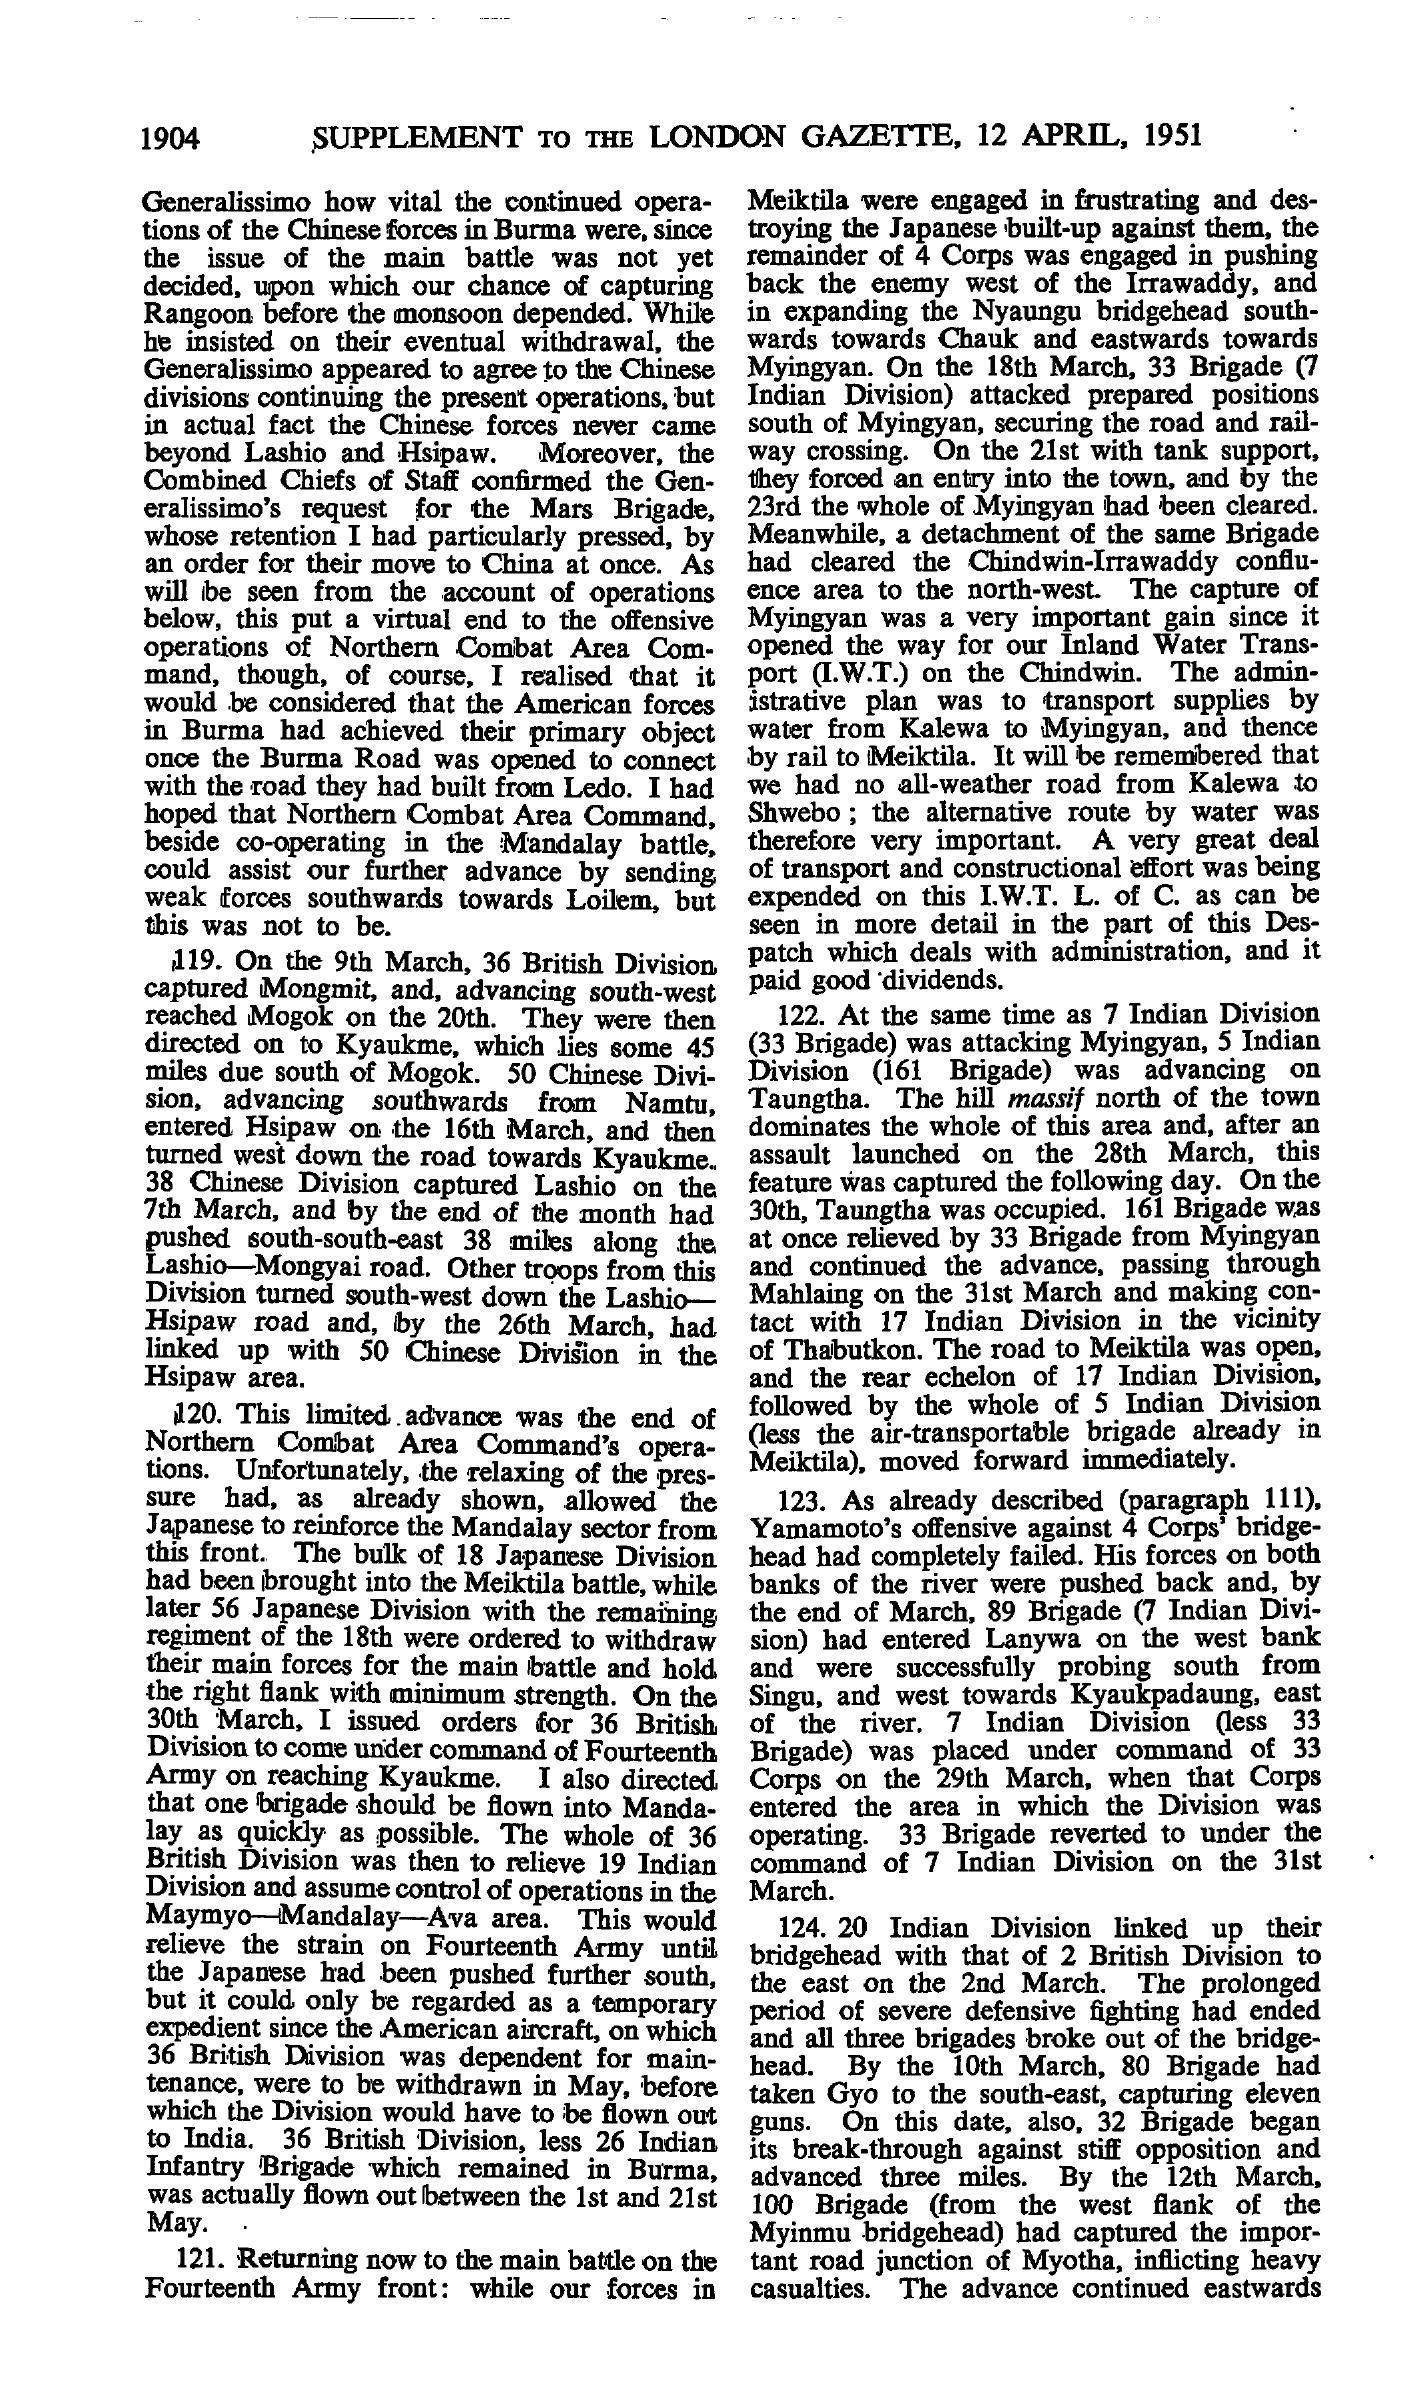 1904 SUPPLEMENT TO THE LONDON GAZETTE, 12 APRIL, 1951
Generalissimo how vital the continued opera-
tions of the Chinese forces in Burma were, since
the issue of the main battle was not yet
decided, upon which our chance of capturing
Rangoon before the monsoon depended. While
he insisted on their eventual withdrawal, the
Generalissimo appeared to agree to the Chinese
divisions continuing the present operations, but
in actual fact the Chinese forces never came
beyond Lashio and Hsipaw. Moreover, the
Combined Chiefs of Staff confirmed the Gen-
eralissimo's request for the Mars Brigade,
whose retention I had particularly pressed, by
an order for their move to China at once. As
will be seen from the account of operations
below, this put a virtual end to the offensive
operations of Northern Combat Area Com-
mand, though, of course, I realised that it
would be considered that the American forces
in Burma had achieved their primary object
once the Burma Road was opened to connect
with the road they had built from Ledo. I had
hoped that Northern Combat Area Command,
beside co-operating in the Mandalay battle,
could assist our further advance by sending
weak forces southwards towards Loilem, but
this was not to be.
119. On the 9th March, 36 British Division
captured Mongmit, and, advancing south-west
reached Mogok on the 20th. They were then
directed on to Kyaukme, which lies some 45
miles due south of Mogok. 50 Chinese Divi-
sion, advancing southwards from Namtu,
entered Hsipaw on the 16th March, and then
turned west down the road towards Kyaukme.
38 Chinese Division captured Lashio on the
7th March, and by the end of the month had
pushed south-south-east 38 miles along the
Lashio—Mongyai road. Other troops from this
Division turned south-west down the Lashio—
Hsipaw road and, by the 26th March, had
linked up with 50 Chinese Division in the
Hsipaw area.
120. This limited advance was the end of
Northern Combat Area Command's opera-
tions. Unfortunately, the relaxing of the pres-
sure had, as already shown, allowed the
Japanese to reinforce the Mandalay sector from
this front. The bulk of 18 Japanese Division
had been brought into the Meiktila battle, while
later 56 Japanese Division with the remaining
regiment of the 18th were ordered to withdraw
their main forces for the main battle and hold
the right flank with minimum strength. On the
30th March, I issued orders for 36 British
Division to come under command of Fourteenth
Army on reaching Kyaukme. I also directed
that one brigade should be flown into Manda-
lay as quickly as possible. The whole of 36
British Division was then to relieve 19 Indian
Division and assume control of operations in the
Maymyo—Mandalay—Ava area. This would
relieve the strain on Fourteenth Army until
the Japanese had been pushed further south,
but it could only be regarded as a temporary
expedient since the American aircraft, on which
36 British Division was dependent for main-
tenance, were to be withdrawn in May, before
which the Division would have to be flown out
to India. 36 British Division, less 26 Indian
Infantry Brigade which remained in Burma,
was actually flown out between the 1st and 21st
May.
121. Returning now to the main battle on the
Fourteenth Army front: while our forces in
Meiktila were engaged in frustrating and des-
troying the Japanese built-up against them, the
remainder of 4 Corps was engaged in pushing
back the enemy west of the Irrawaddy, and
in expanding the Nyaungu bridgehead south-
wards towards Chauk and eastwards towards
Myingyan. On the 18th March, 33 Brigade (7
Indian Division) attacked prepared positions
south of Myingyan, securing the road and rail-
way crossing. On the 21st with tank support,
they forced an entry into the town, and by the
23rd the whole of Myingyan had been cleared.
Meanwhile, a detachment of the same Brigade
had cleared the Chindwin-Irrawaddy conflu-
ence area to the north-west. The capture of
Myingyan was a very important gain since it
opened the way for our Inland Water Trans-
port (I.W.T.) on the Chindwin. The admin-
istrative plan was to transport supplies by
water from Kalewa to Myingyan, and thence
by rail to Meiktila. It will be remembered that
we had no all-weather road from Kalewa to
Shwebo ; the alternative route by water was
therefore very important. A very great deal
of transport and constructional effort was being
expended on this I.W.T. L. of C. as can be
seen in more detail in the part of this Des-
patch which deals with administration, and it
paid good dividends.
122. At the same time as 7 Indian Division
(33 Brigade) was attacking Myingyan, 5 Indian
Division (161 Brigade) was advancing on
Taungtha. The hill massif north of the town
dominates the whole of this area and, after an
assault launched on the 28th March, this
feature was captured the following day. On the
30th, Taungtha was occupied. 161 Brigade was
at once relieved by 33 Brigade from Myingyan
and continued the advance, passing through
Mahlaing on the 31st March and making con-
tact with 17 Indian Division in the vicinity
of Thabutkon. The road to Meiktila was open,
and the rear echelon of 17 Indian Division,
followed by the whole of 5 Indian Division
(less the air-transportable brigade already in
Meiktila), moved forward immediately.
123. As already described (paragraph 111),
Yamamoto's offensive against 4 Corps' bridge-
head had completely failed. His forces on both
banks of the river were pushed back and, by
the end of March, 89 Brigade (7 Indian Divi-
sion) had entered Lanywa on the west bank
and were successfully probing south from
Singu, and west towards Kyaukpadaung, east
of the river. 7 Indian Division (less 33
Brigade) was placed under command of 33
Corps on the 29th March, when that Corps
entered the area in which the Division was
operating. 33 Brigade reverted to under the
command of 7 Indian Division on the 31st
March.
124. 20 Indian Division linked up their
bridgehead with that of 2 British Division to
the east on the 2nd March. The prolonged
period of severe defensive fighting had ended
and all three brigades broke out of the bridge-
head. By the 10th March, 80 Brigade had
taken Gyo to the south-east, capturing eleven
guns. On this date, also, 32 Brigade began
its break-through against stiff opposition and
advanced three miles. By the 12th March,
100 Brigade (from the west flank of the
Myinmu bridgehead) had captured the impor-
tant road junction of Myotha, inflicting heavy
casualties. The advance continued eastwards